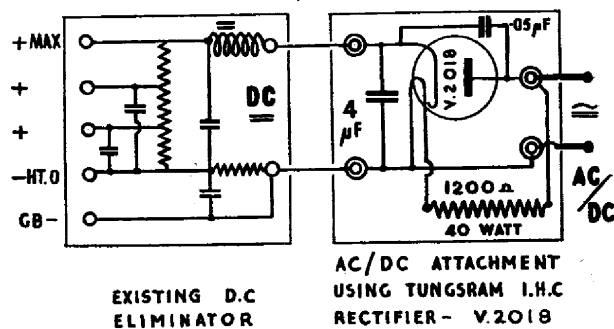 + MAX
+
+
-HT.O
GB-
DC
4
µF
.05µF
V.2018
1200Ω
40 WATT
AC/DC
EXISTING D.C
ELIMINATOR
AC/DC ATTACHMENT
USING TUNGSRAM I.H.C
RECTIFIER- V.2018